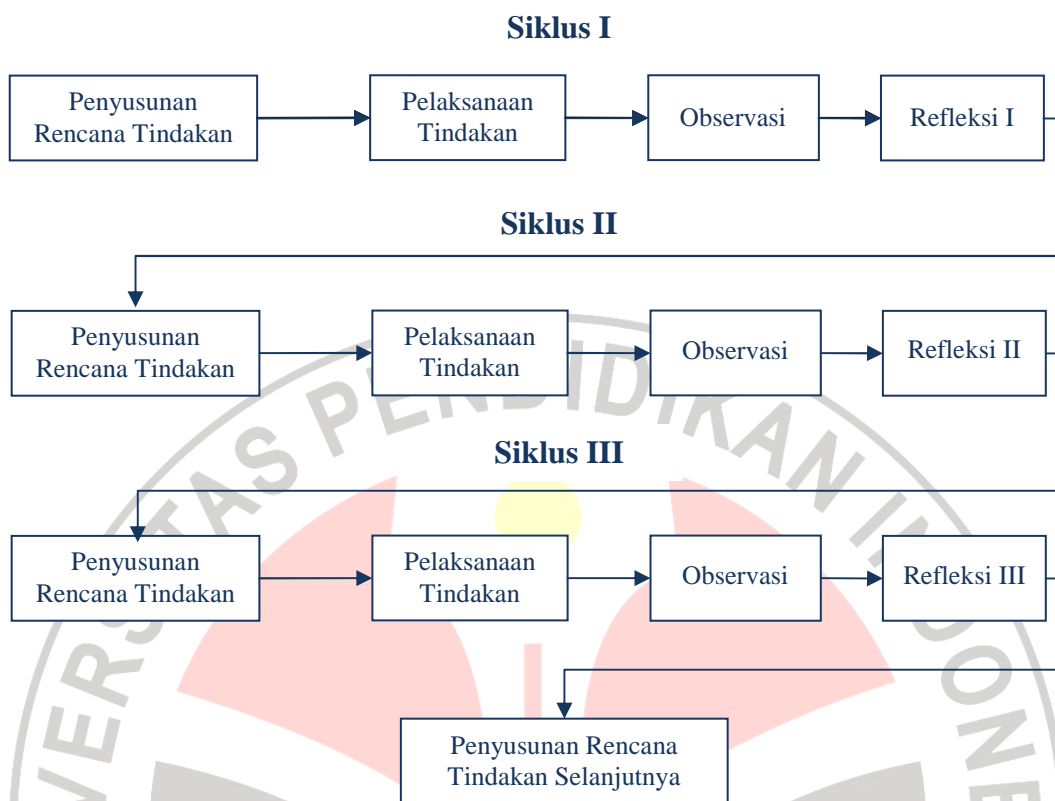 Siklus I
Penyusunan
Rencana Tindakan
Pelaksanaan
Tindakan
Observasi
Refleksi I
Siklus II
Penyusunan
Rencana Tindakan
Pelaksanaan
Tindakan
Observasi
Refleksi II
Siklus III
Penyusunan
Rencana Tindakan
Pelaksanaan
Tindakan
Observasi
Refleksi III
Penyusunan Rencana
Tindakan Selanjutnya